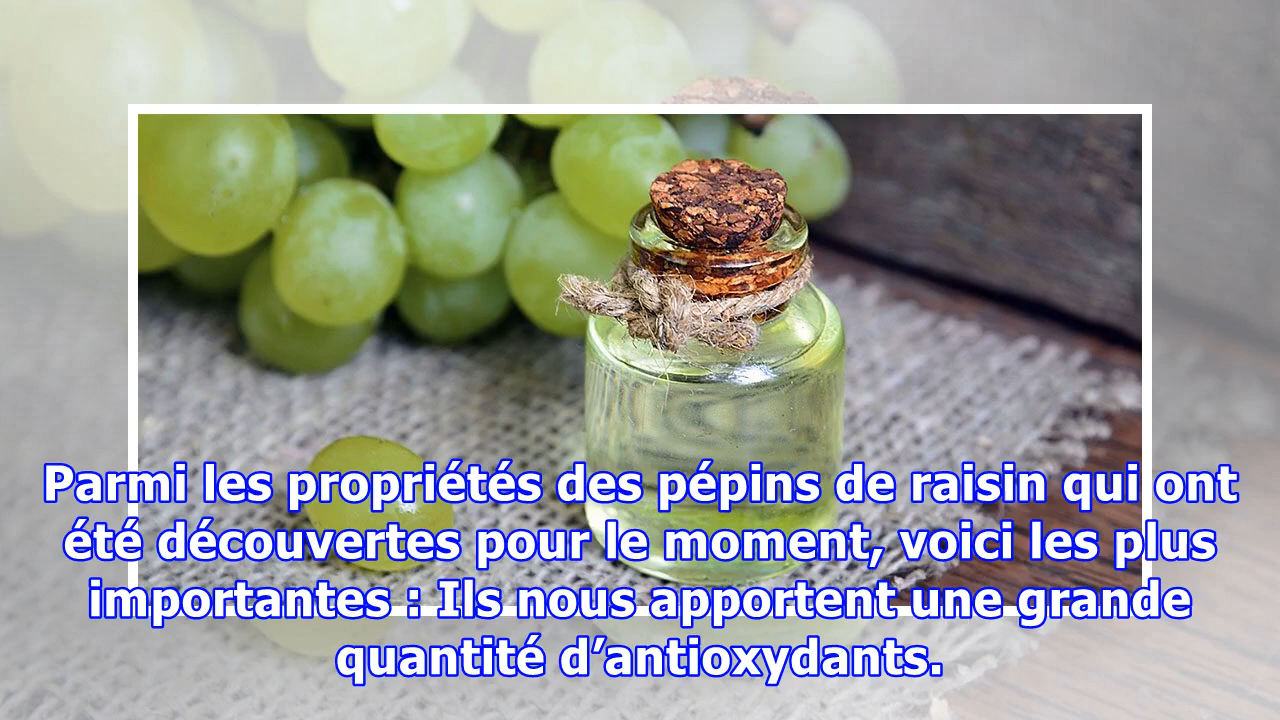 Parmi les propriétés des pépins de raisin qui ont
été découvertes pour le moment, voici les plus
importantes : Ils nous apportent une grande
quantité d’antioxydants.